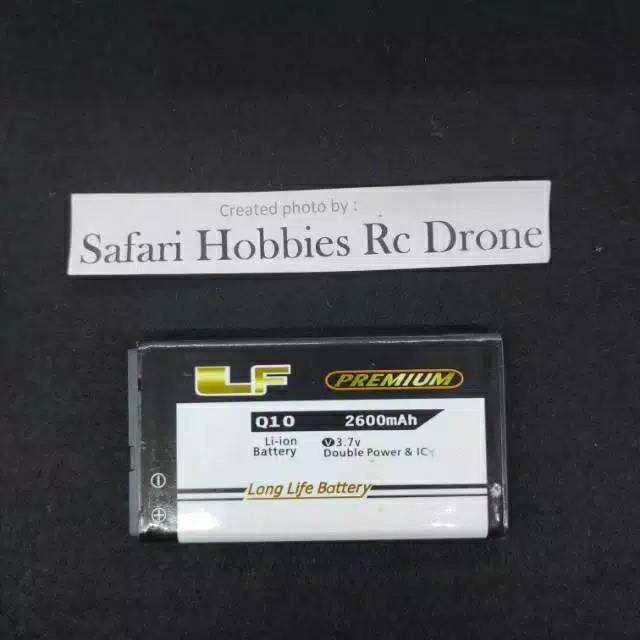 Created photo by :
Safari Hobbies Rc Drone
LF PREMIUM
Q10 2600mAh
Li-ion Battery
V3.7v
Double Power & IC
Long Life Battery
⊖
⊕